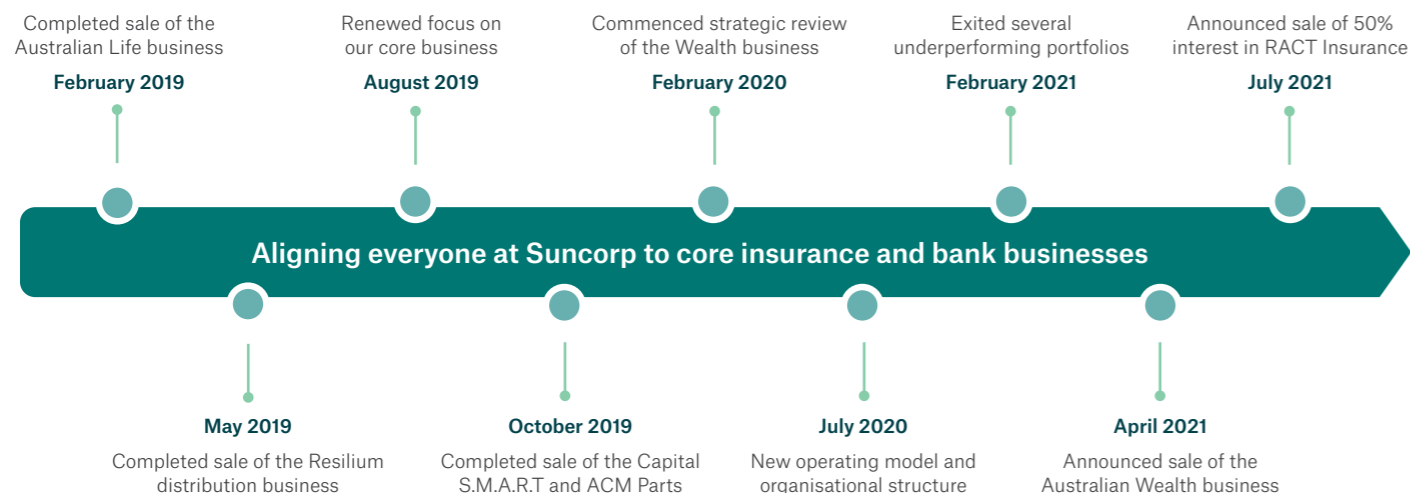 Completed sale of the
Australian Life business
February 2019
Renewed focus on
our core business
August 2019
Commenced strategic review
of the Wealth business
February 2020
Exited several
underperforming portfolios
February 2021
Announced sale of 50%
interest in RACT Insurance
July 2021
Aligning everyone at Suncorp to core insurance and bank businesses
May 2019
Completed sale of the Resilium
distribution business
October 2019
Completed sale of the Capital
S.M.A.R.T and ACM Parts
July 2020
New operating model and
organisational structure
April 2021
Announced sale of the
Australian Wealth business